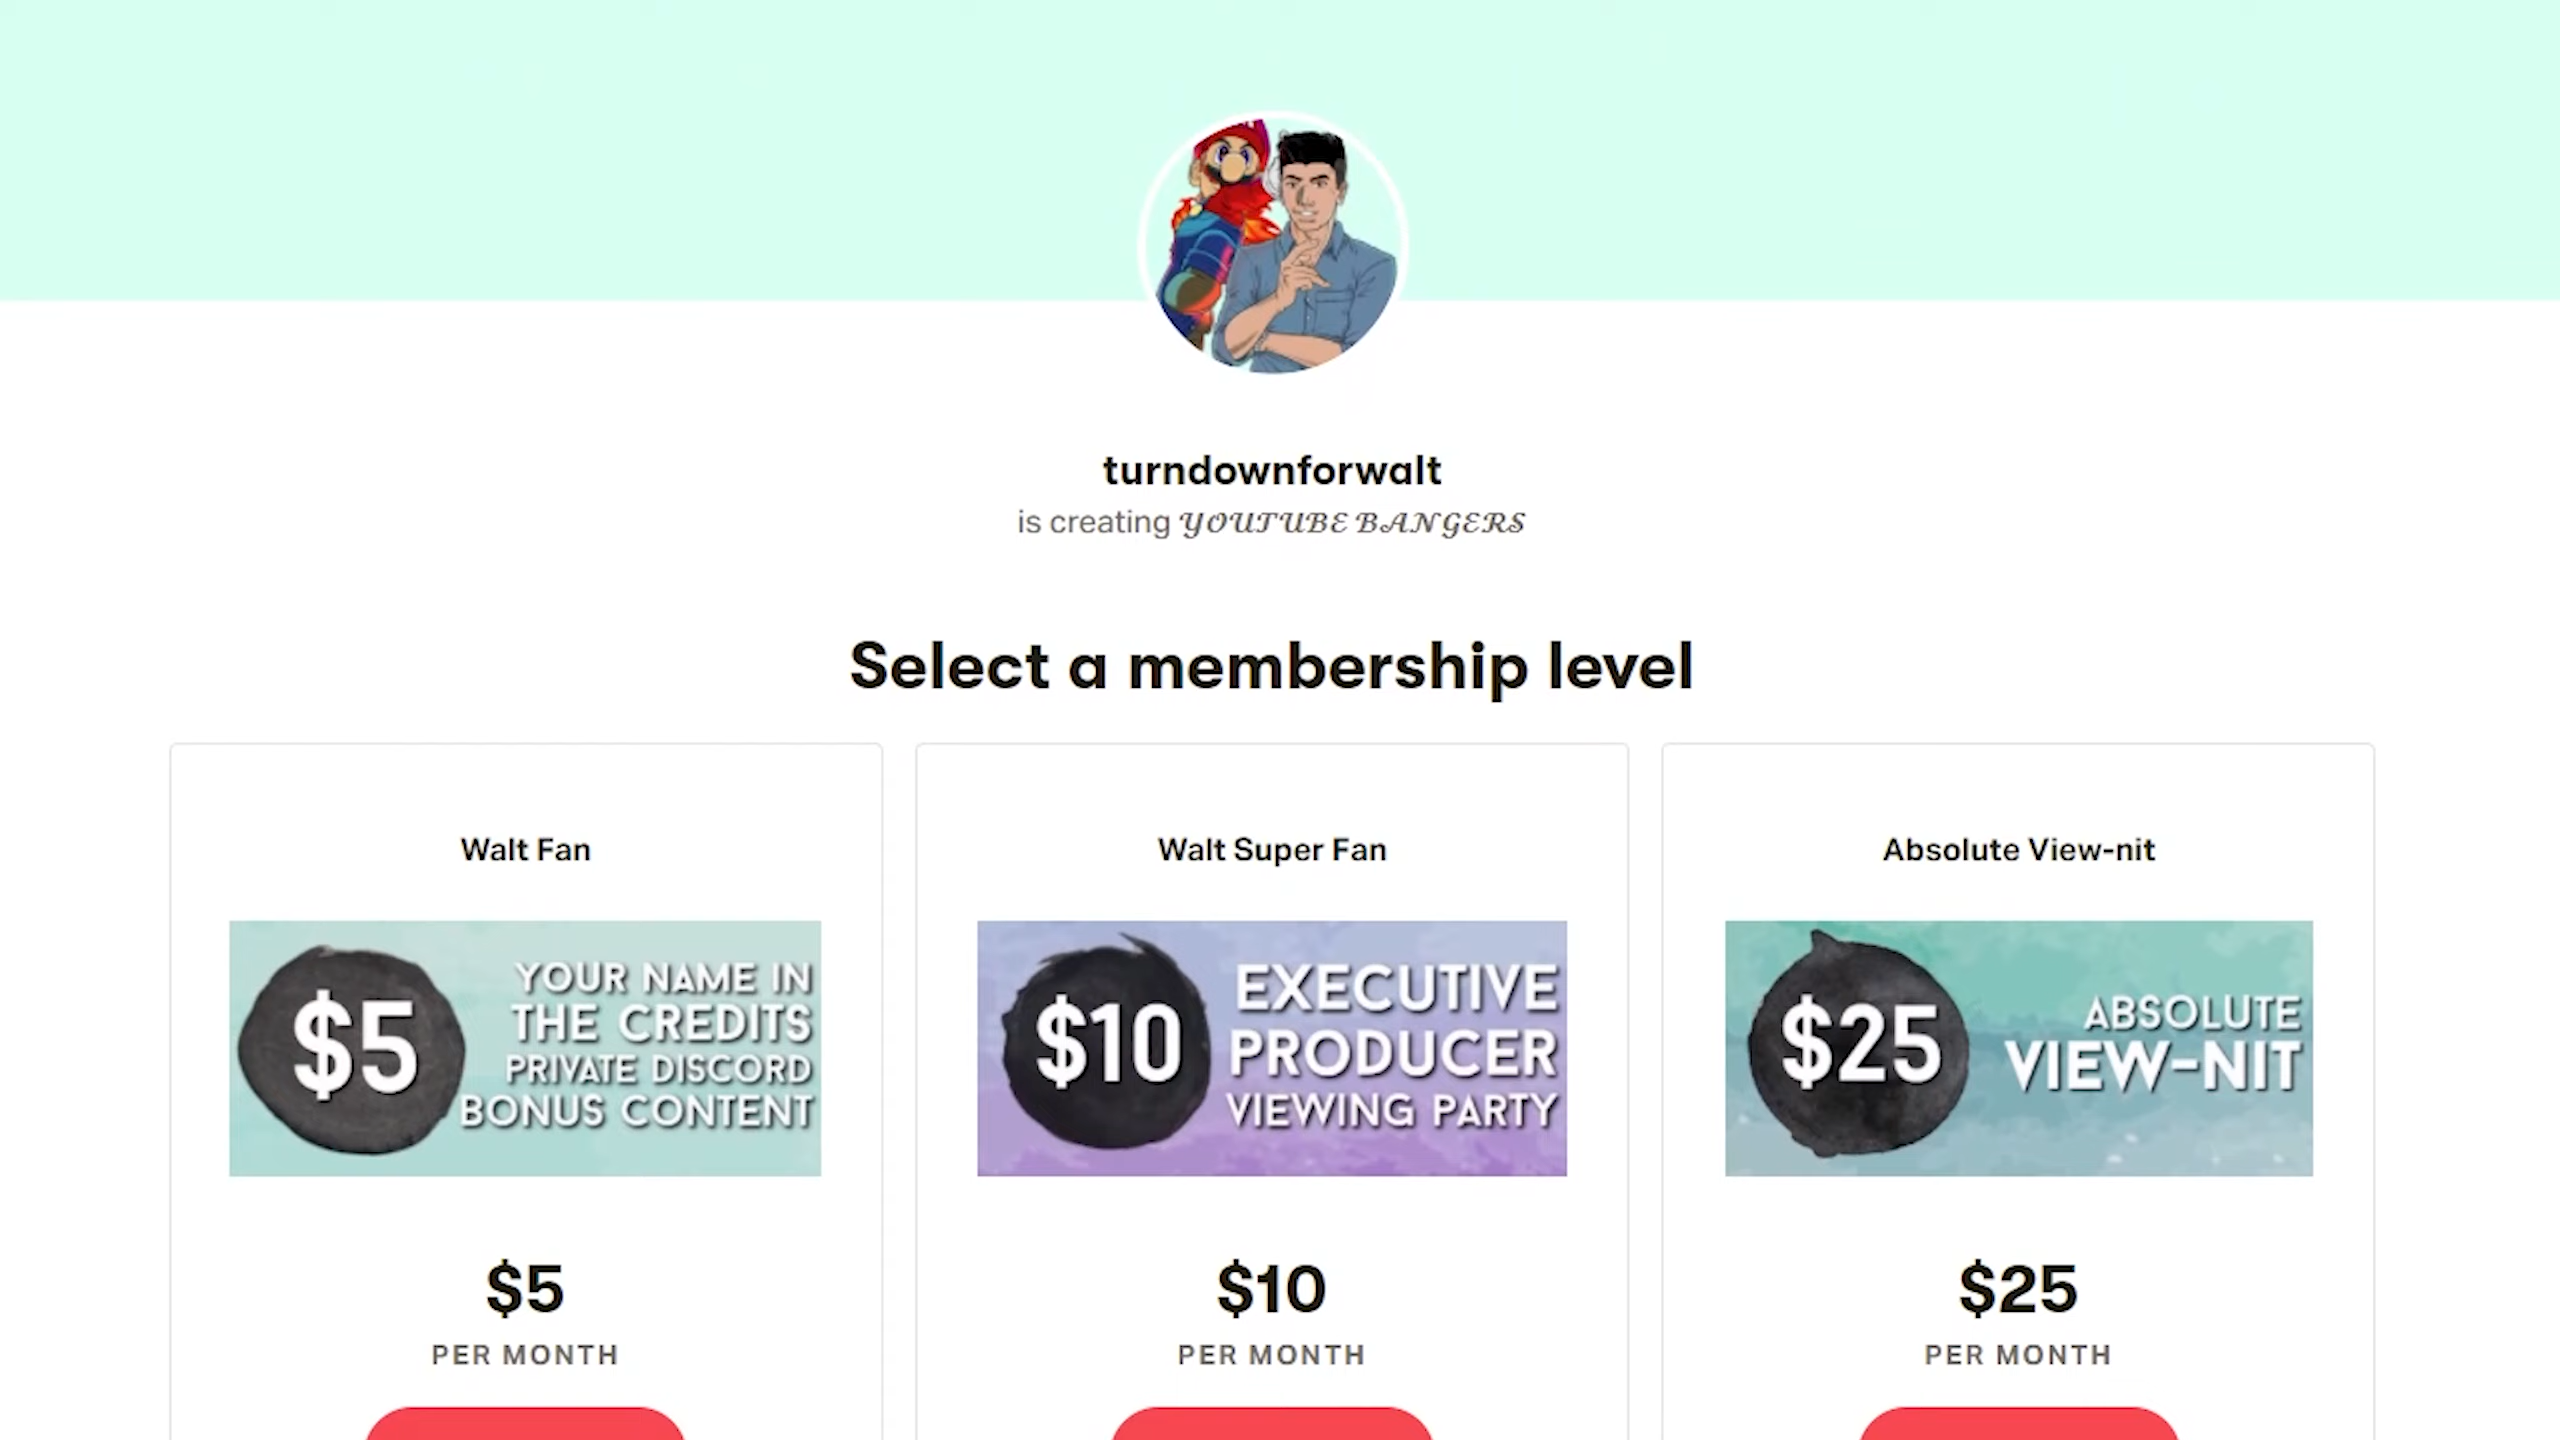 turndownforwalt
is creating 𝓨𝓞𝓤𝓣𝓤𝓑𝓔 𝓑𝓐𝓝𝓖𝓔𝓡𝓢
Select a membership level
Walt Fan
$5
YOUR NAME IN
THE CREDITS
PRIVATE DISCORD
BONUS CONTENT
$5
PER MONTH
Walt Super Fan
$10
EXECUTIVE
PRODUCER
VIEWING PARTY
$10
PER MONTH
Absolute View-nit
$25
ABSOLUTE
VIEW-NIT
$25
PER MONTH